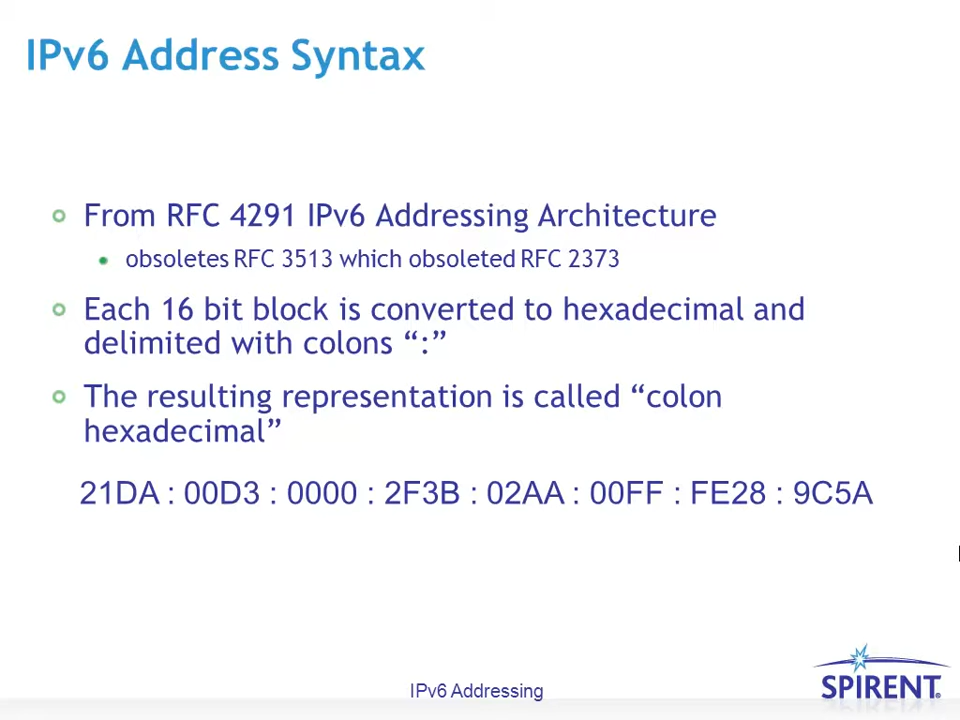 IPv6 Address Syntax
From RFC 4291 IPv6 Addressing Architecture
obsoletes RFC 3513 which obsoleted RFC 2373
Each 16 bit block is converted to hexadecimal and
delimited with colons “:”
The resulting representation is called “colon
hexadecimal”
21DA : 00D3 : 0000 : 2F3B : 02AA : 00FF : FE28 : 9C5A
IPv6 Addressing
SPIRENT®